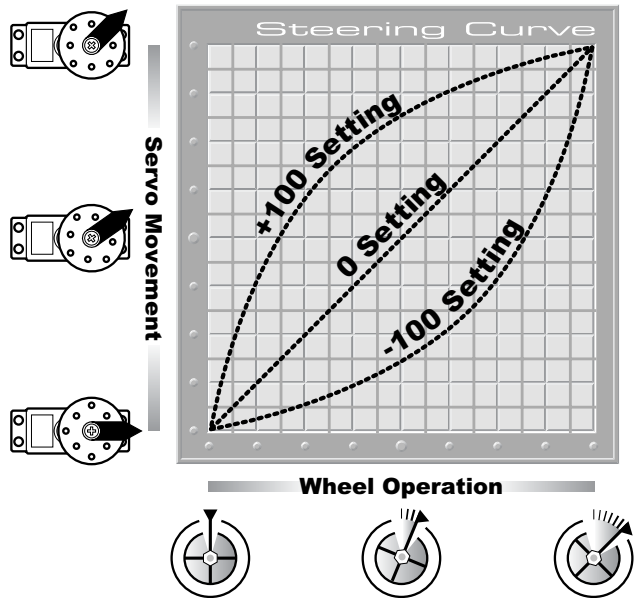 Steering Curve
Servo Movement
+100 Setting
0 Setting
-100 Setting
Wheel Operation